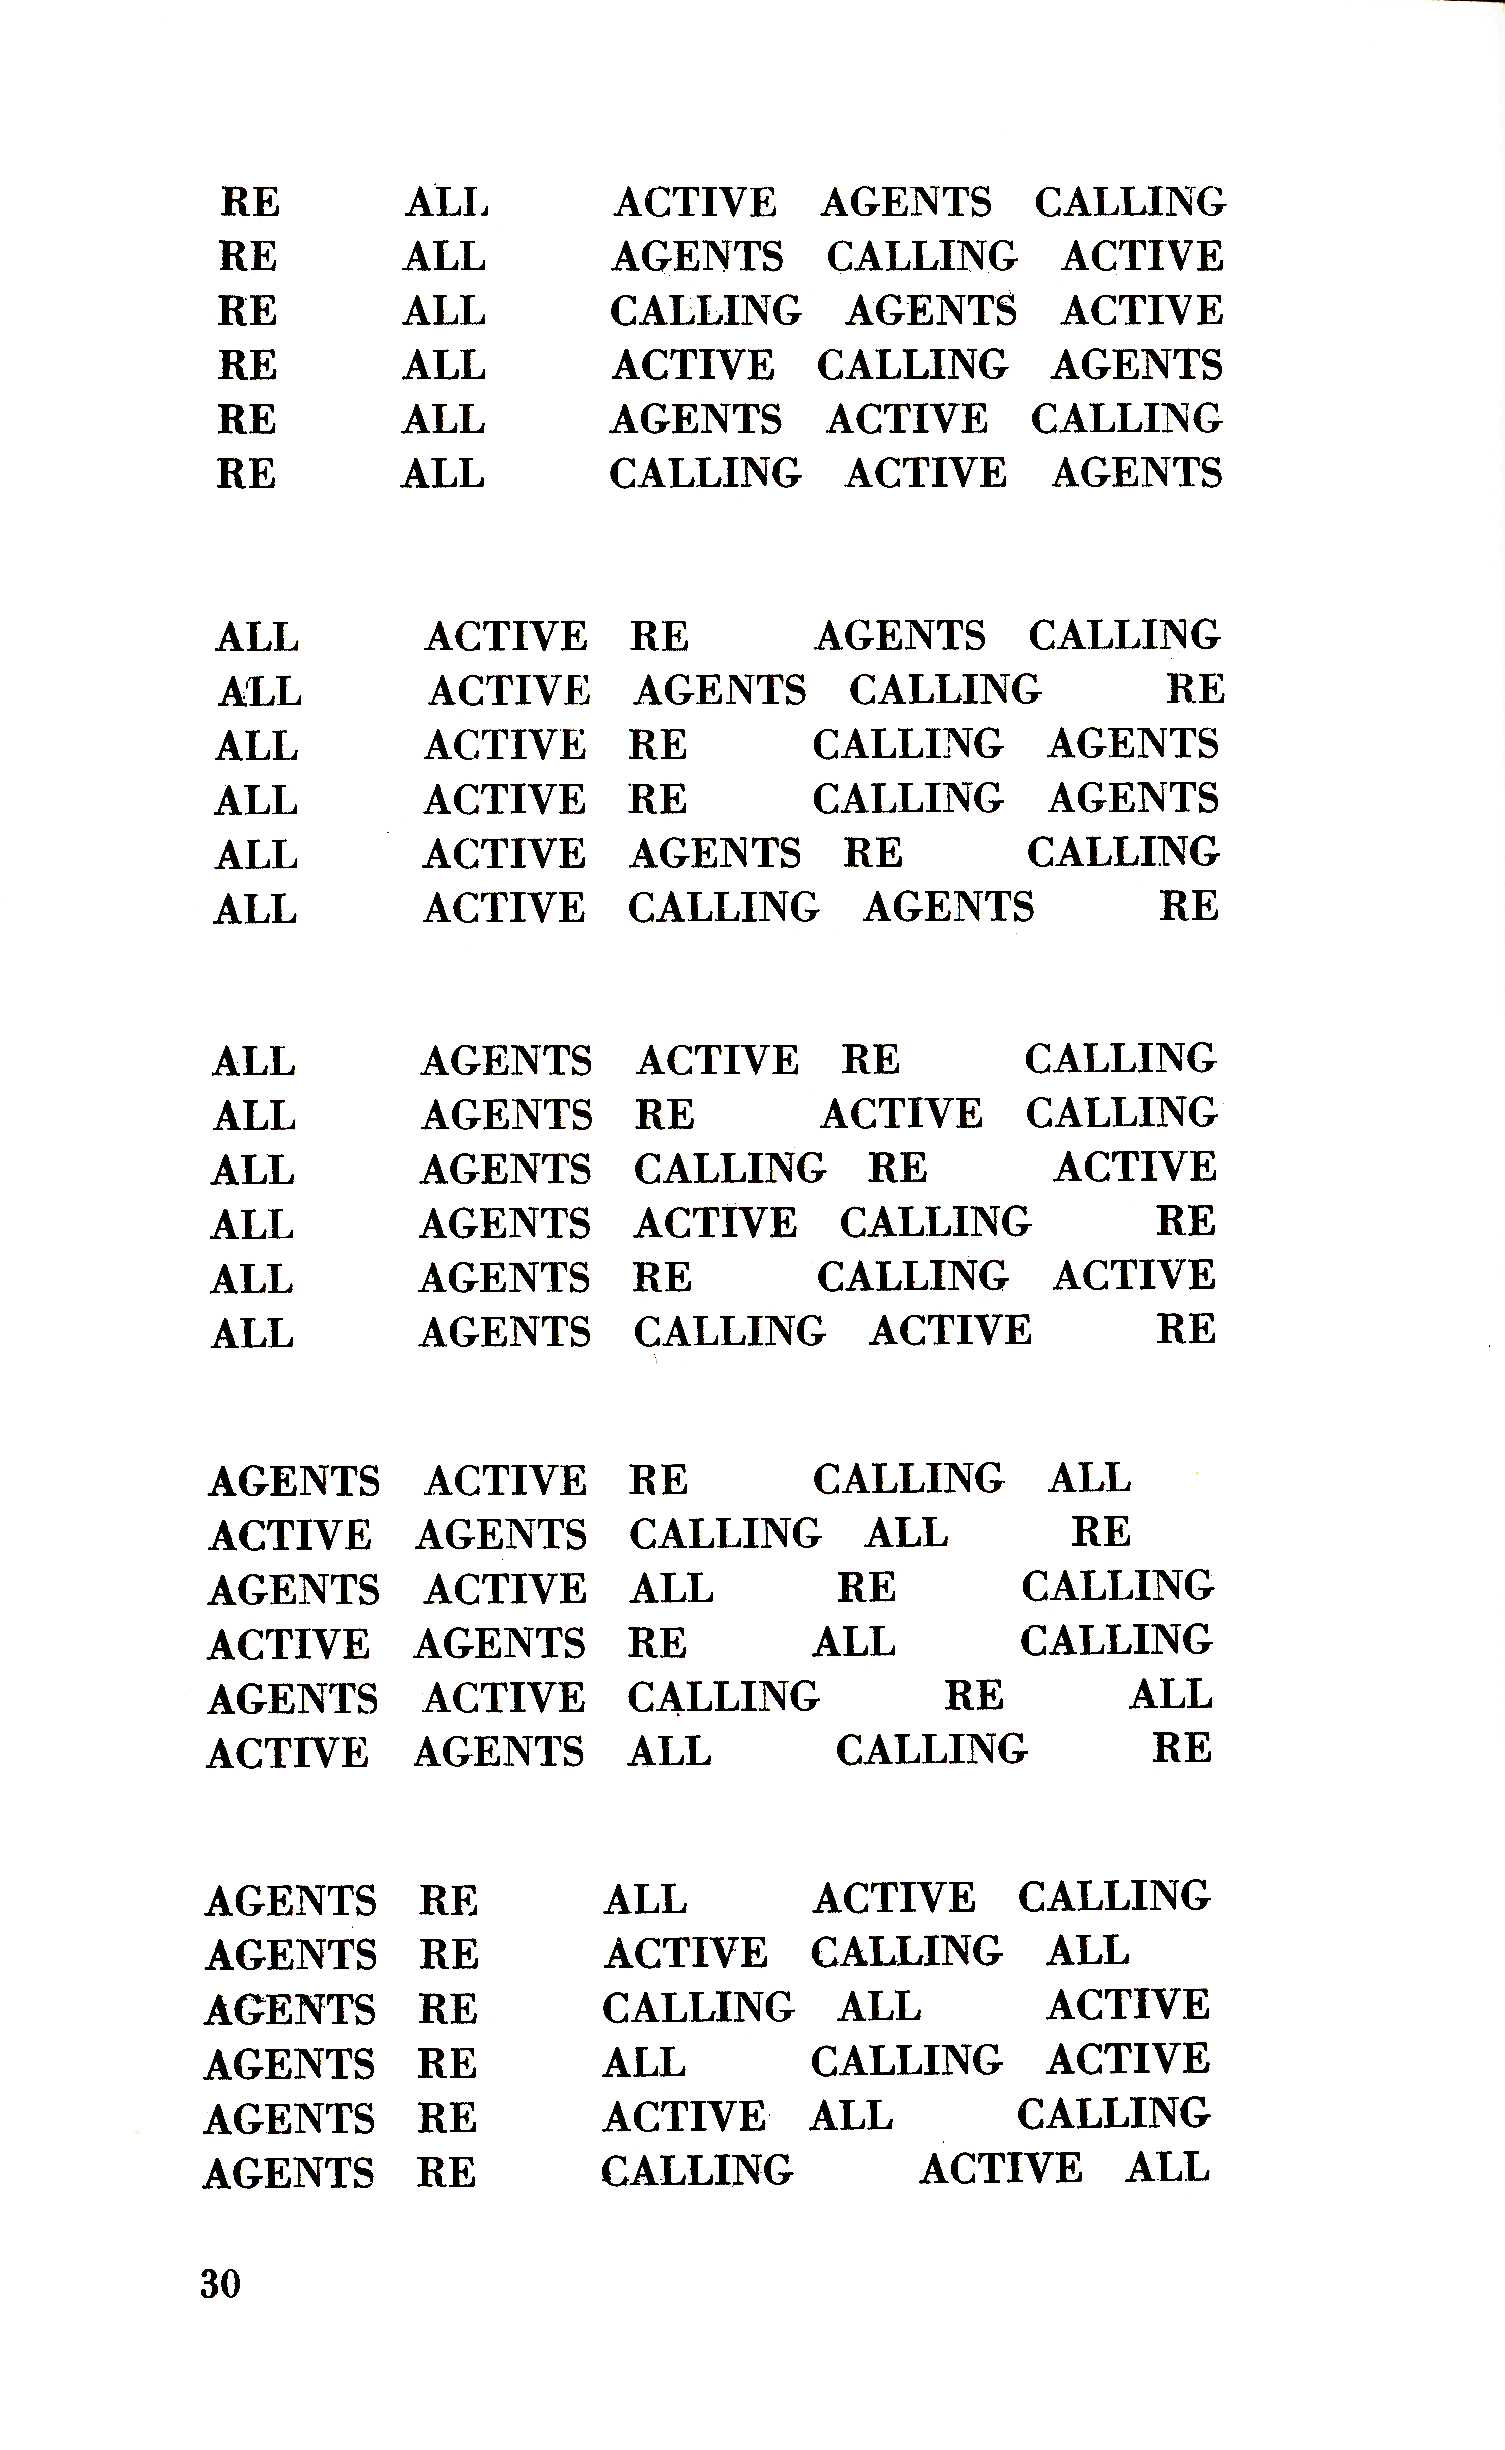 RE ALL ACTIVE AGENTS CALLING
RE ALL AGENTS CALLING ACTIVE
RE ALL CALLING AGENTS ACTIVE
RE ALL ACTIVE CALLING AGENTS
RE ALL AGENTS ACTIVE CALLING
RE ALL CALLING ACTIVE AGENTS
ALL ACTIVE RE AGENTS CALLING
ALL ACTIVE AGENTS CALLING RE
ALL ACTIVE RE CALLING AGENTS
ALL ACTIVE RE CALLING AGENTS
ALL ACTIVE AGENTS RE CALLING
ALL ACTIVE CALLING AGENTS RE
ALL AGENTS ACTIVE RE CALLING
ALL AGENTS RE ACTIVE CALLING
ALL AGENTS CALLING RE ACTIVE
ALL AGENTS ACTIVE CALLING RE
ALL AGENTS RE CALLING ACTIVE
ALL AGENTS CALLING ACTIVE RE
AGENTS ACTIVE RE CALLING ALL
ACTIVE AGENTS CALLING ALL RE
AGENTS ACTIVE ALL RE CALLING
ACTIVE AGENTS RE ALL CALLING
AGENTS ACTIVE CALLING RE ALL
ACTIVE AGENTS ALL CALLING RE
AGENTS RE ALL ACTIVE CALLING
AGENTS RE ACTIVE CALLING ALL
AGENTS RE CALLING ALL ACTIVE
AGENTS RE ALL CALLING ACTIVE
AGENTS RE ACTIVE ALL CALLING
AGENTS RE CALLING ACTIVE ALL
30